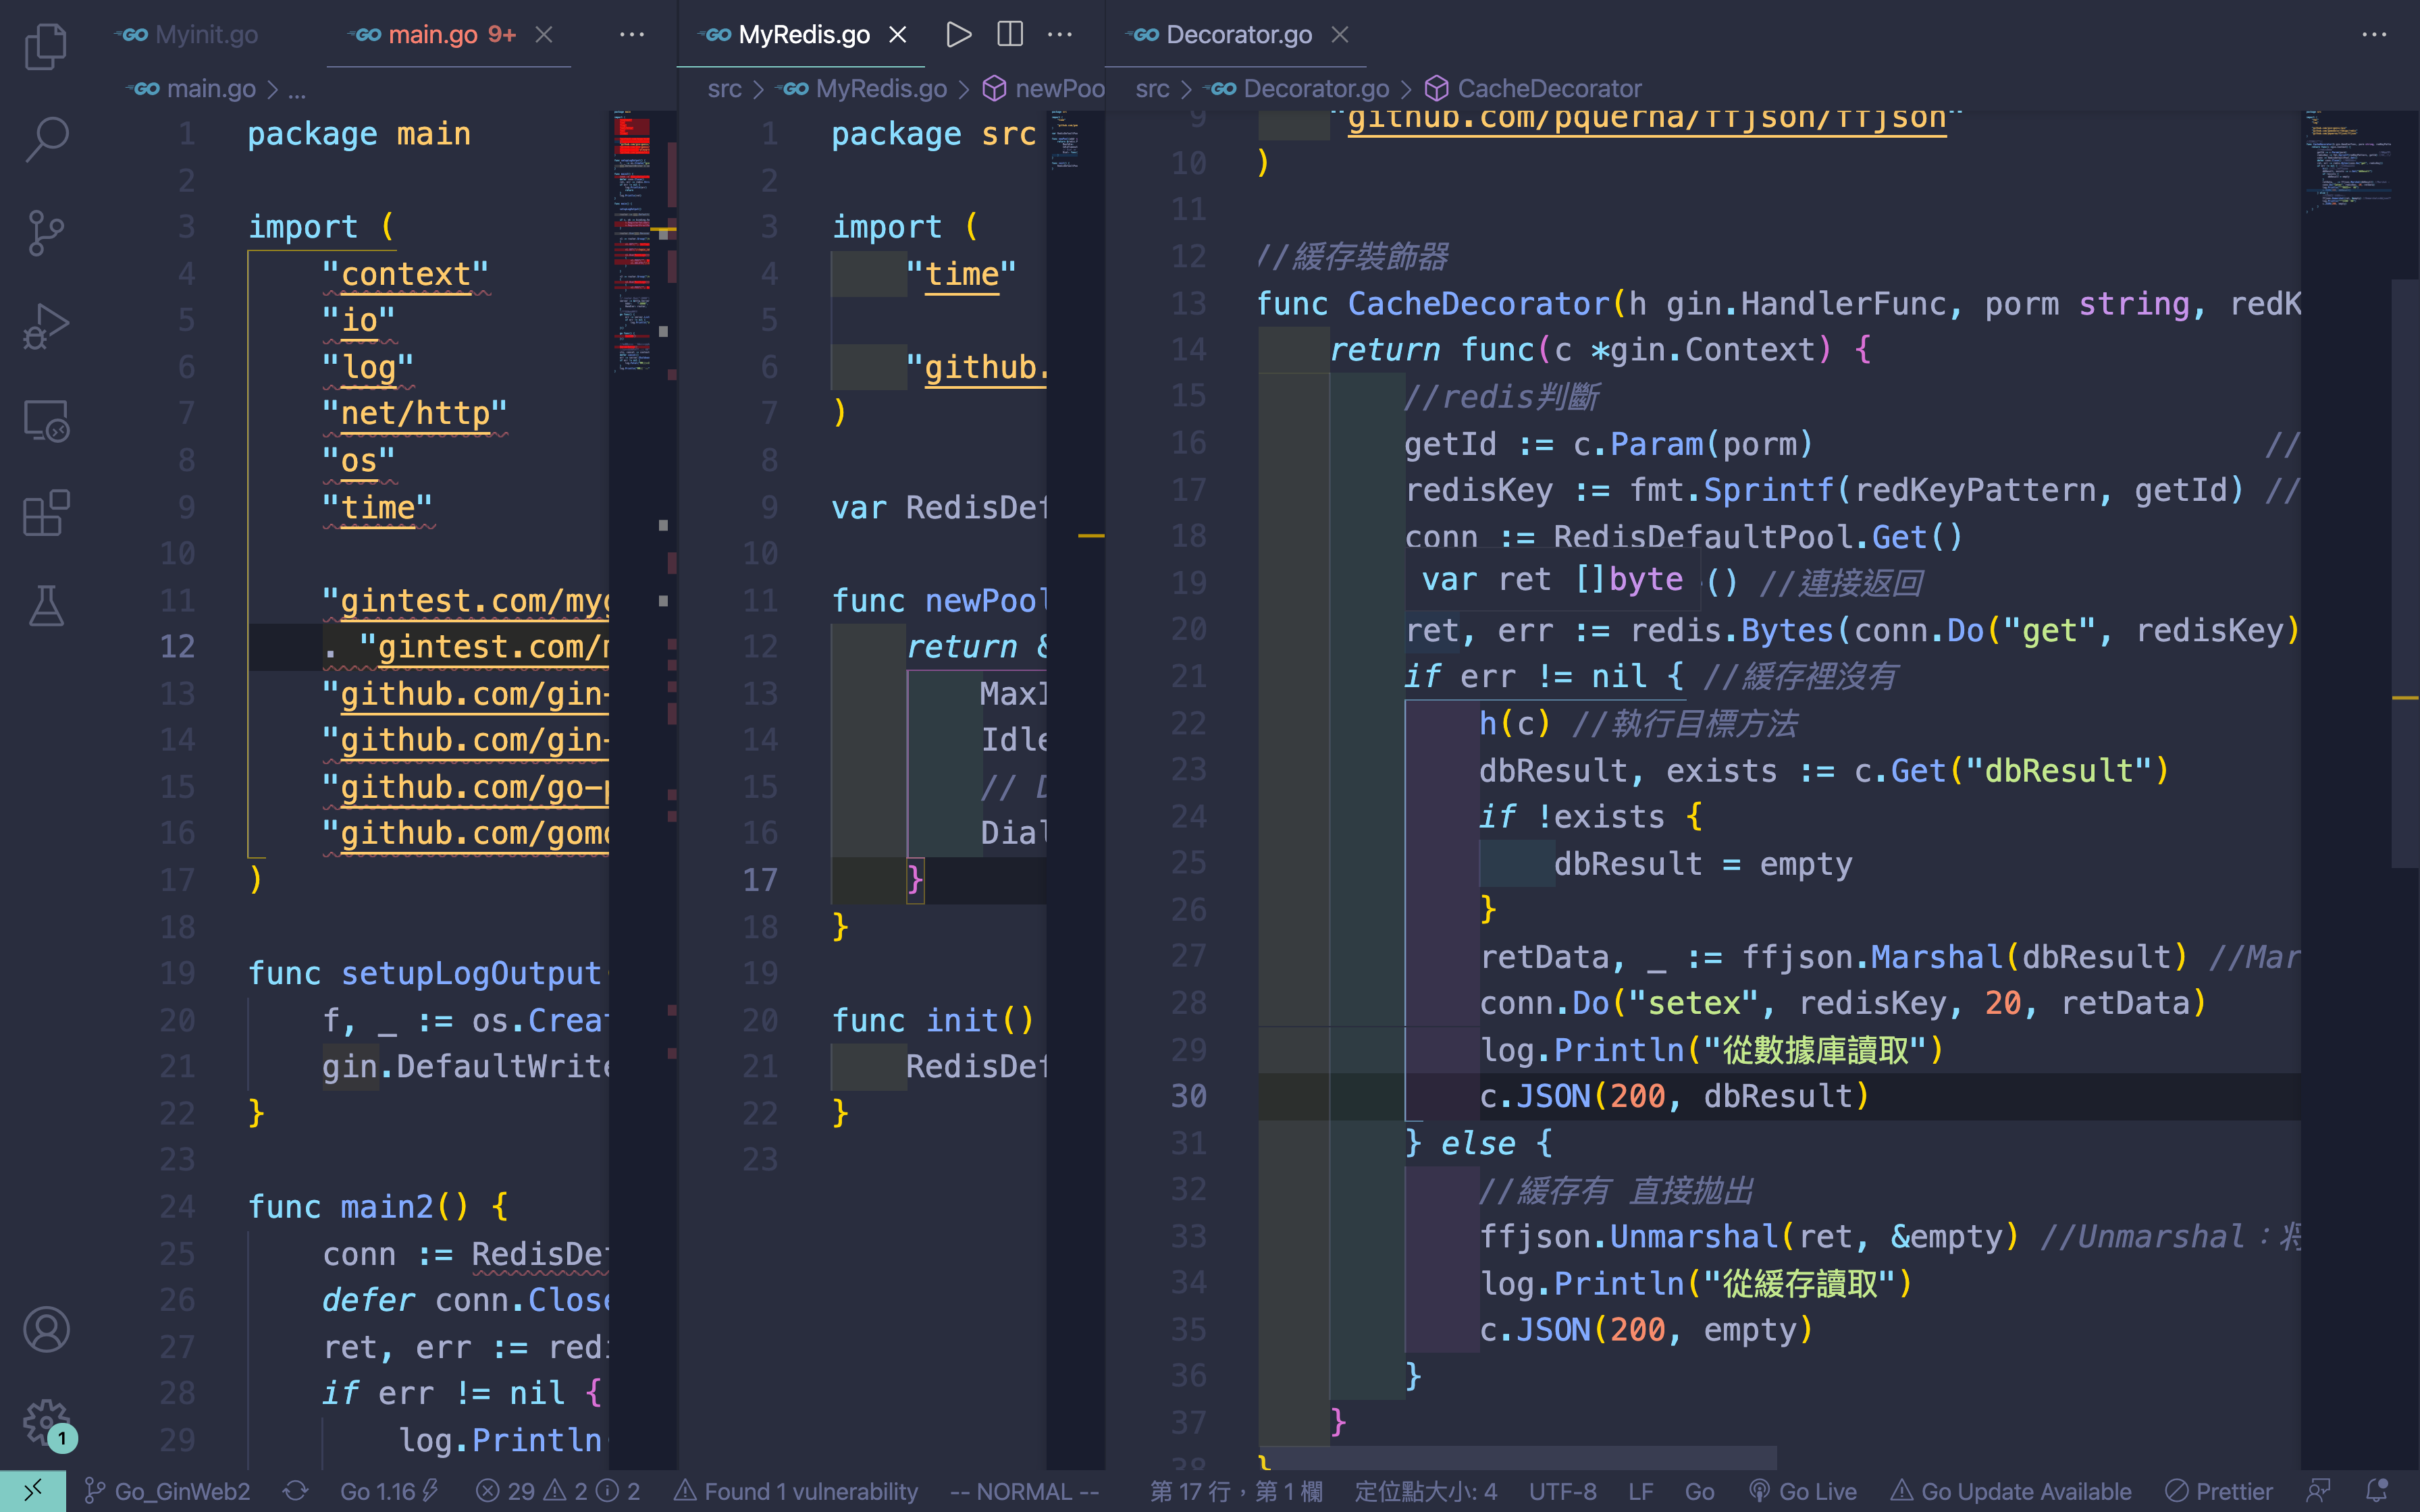 Myinit.go
main.go 9+
main.go > ...
1 package main
2
3 import (
4 "context"
5 "io"
6 "log"
7 "net/http"
8 "os"
9 "time"
10
11 "gintest.com/my
12 . "gintest.com/
13 "github.com/gin-
14 "github.com/gin-
15 "github.com/go-p
16 "github.com/gomo
17 )
18
19 func setupLogOutput
20 f, _ := os.Creat
21 gin.DefaultWrite
22 }
23
24 func main2() {
25 conn := RedisDef
26 defer conn.Close
27 ret, err := redi
28 if err != nil {
29 log.Println
MyRedis.go
src > MyRedis.go > newPoo
1 package src
2
3 import (
4 "time"
5
6 "github.
7 )
8
9 var RedisDef
10
11 func newPool
12 return &
13 MaxI
14 Idle
15 // D
16 Dial
17 }
18 }
19
20 func init()
21 RedisDef
22 }
23
Decorator.go
src > Decorator.go > CacheDecorator
9 "github.com/pquerna/ffjson/ffjson"
10 )
11
12 //緩存裝飾器
13 func CacheDecorator(h gin.HandlerFunc, porm string, redK
14 return func(c *gin.Context) {
15 //redis判斷
16 getId := c.Param(porm) //
17 redisKey := fmt.Sprintf(redKeyPattern, getId) //
18 conn := RedisDefaultPool.Get()
var ret []byte
19 () //連接返回
20 ret, err := redis.Bytes(conn.Do("get", redisKey)
21 if err != nil { //緩存裡沒有
22 h(c) //執行目標方法
23 dbResult, exists := c.Get("dbResult")
24 if !exists {
25 dbResult = empty
26 }
27 retData, _ := ffjson.Marshal(dbResult) //Mar
28 conn.Do("setex", redisKey, 20, retData)
29 log.Println("從數據庫讀取")
30 c.JSON(200, dbResult)
31 } else {
32 //緩存有 直接拋出
33 ffjson.Unmarshal(ret, &empty) //Unmarshal：将
34 log.Println("從緩存讀取")
35 c.JSON(200, empty)
36 }
37 }
38 }
1
Go_GinWeb2 Go 1.16 29 2 2 Found 1 vulnerability -- NORMAL -- 第 17 行，第 1 欄 定位點大小: 4 UTF-8 LF Go Go Live Go Update Available Prettier